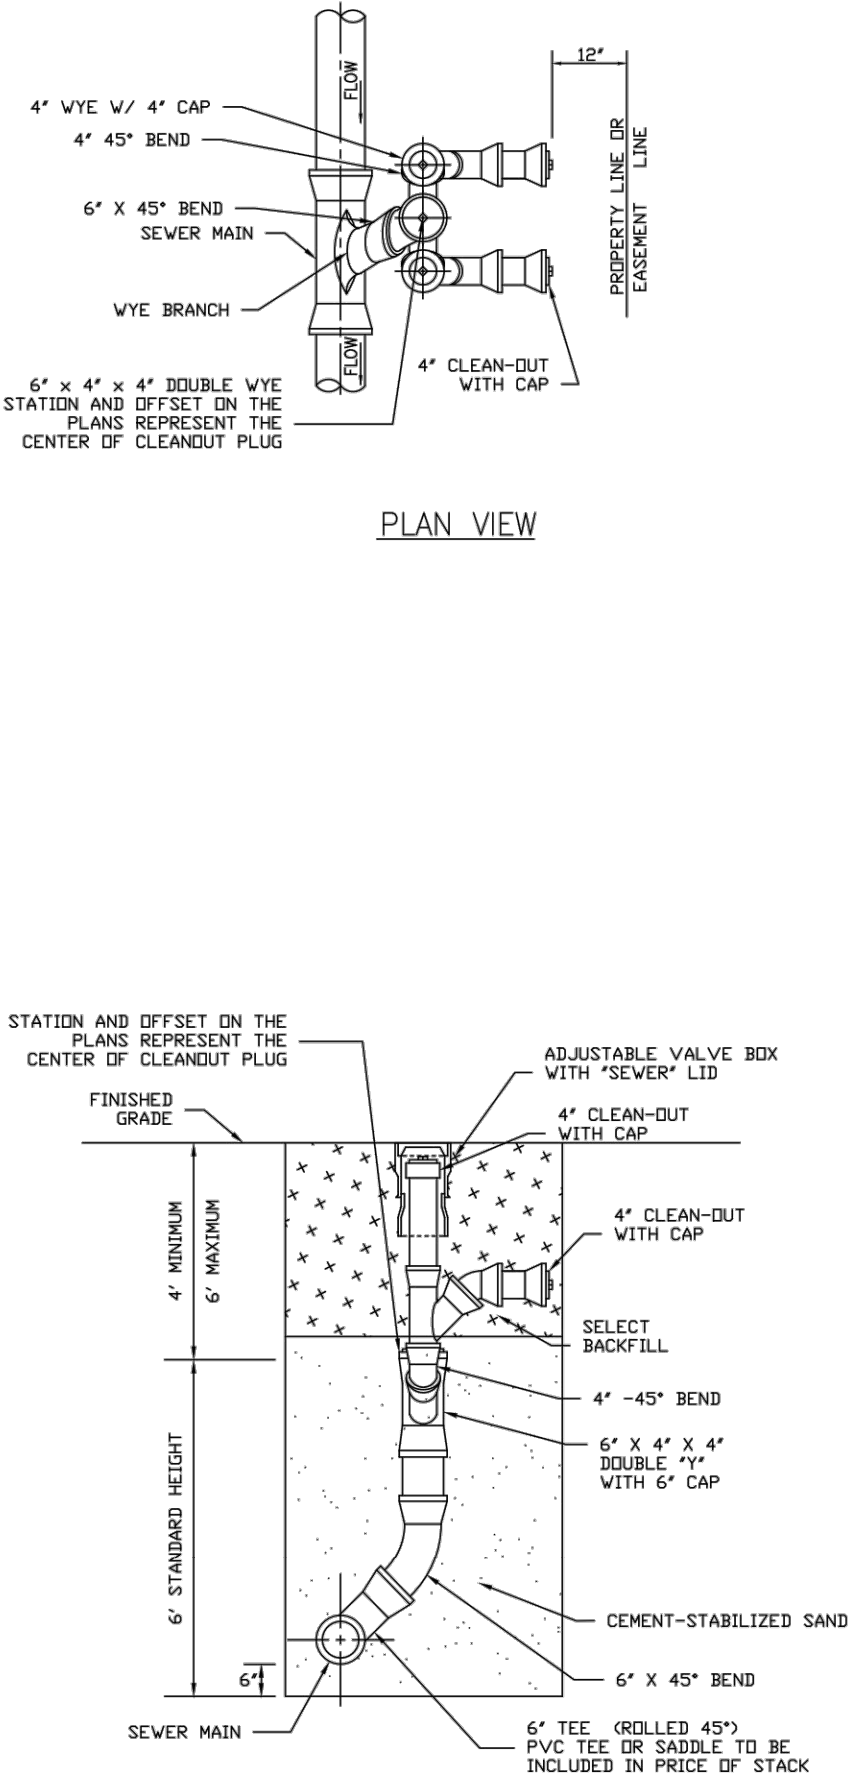 12"
FLOW
4" WYE W/ 4" CAP
4" 45° BEND
6" X 45° BEND
SEWER MAIN
WYE BRANCH
PROPERTY LINE OR
EASEMENT LINE
FLOW
4" CLEAN-OUT
WITH CAP
6" x 4" x 4" DOUBLE WYE
STATION AND OFFSET ON THE
PLANS REPRESENT THE
CENTER OF CLEANOUT PLUG
PLAN VIEW
STATION AND OFFSET ON THE
PLANS REPRESENT THE
CENTER OF CLEANOUT PLUG
ADJUSTABLE VALVE BOX
WITH "SEWER" LID
FINISHED
GRADE
4" CLEAN-OUT
WITH CAP
4' MINIMUM
6' MAXIMUM
4" CLEAN-OUT
WITH CAP
SELECT
BACKFILL
4" -45° BEND
6" X 4" X 4"
DOUBLE "Y"
WITH 6" CAP
6' STANDARD HEIGHT
CEMENT-STABILIZED SAND
6"
6" X 45° BEND
SEWER MAIN
6" TEE (ROLLED 45°)
PVC TEE OR SADDLE TO BE
INCLUDED IN PRICE OF STACK